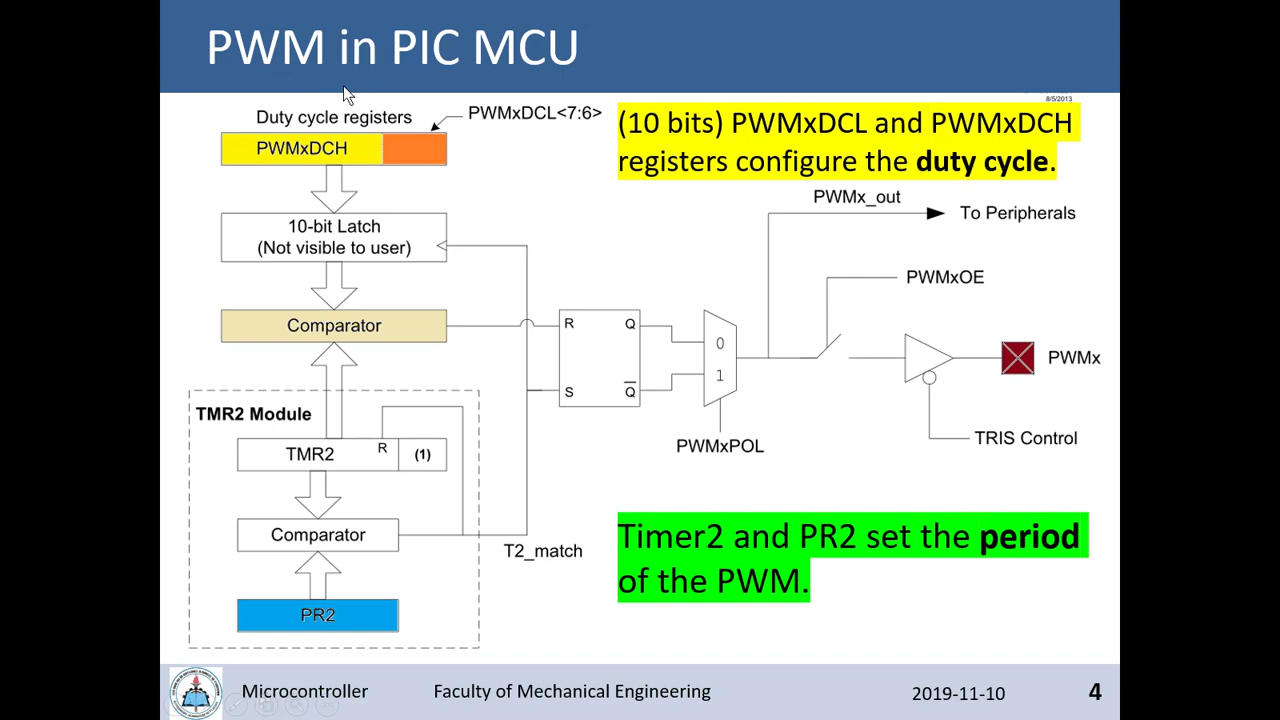 PWM in PIC MCU
8/5/2013
Duty cycle registers
PWMxDCL<7:6>
PWMxDCH
(10 bits) PWMxDCL and PWMxDCH
registers configure the duty cycle.
10-bit Latch
(Not visible to user)
PWMx_out
To Peripherals
PWMxOE
Comparator
R
Q
S
Q
0
1
PWMx
PWMxPOL
TRIS Control
TMR2 Module
TMR2
R
(1)
Comparator
T2_match
PR2
Timer2 and PR2 set the period
of the PWM.
Microcontroller
Faculty of Mechanical Engineering
2019-11-10
4